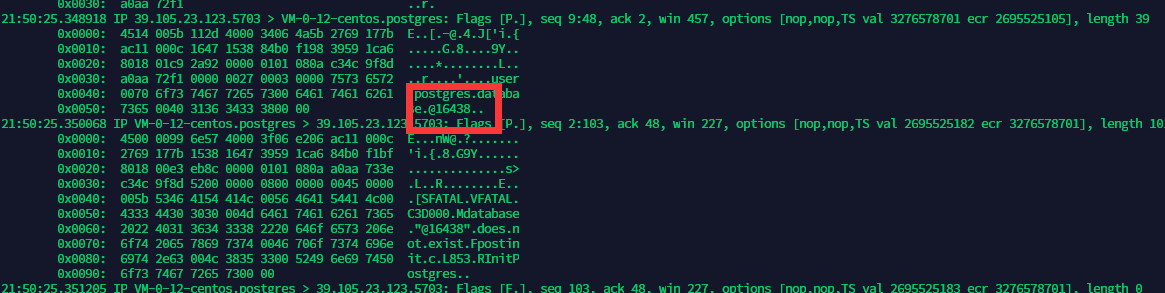 0x0030: a0aa 72f1 ..r.
21:50:25.348918 IP 39.105.23.123.5703 > VM-0-12-centos.postgres: Flags [P.], seq 9:48, ack 2, win 457, options [nop,nop,TS val 3276578701 ecr 2695525105], length 39
0x0000: 4514 005b 112d 4000 3406 4a5b 2769 177b E..[.-@.4.J['i.{
0x0010: ac11 000c 1647 1538 84b0 f198 3959 1ca6 .....G.8....9Y..
0x0020: 8018 01c9 2a92 0000 0101 080a c34c 9f8d ....*........L..
0x0030: a0aa 72f1 0000 0027 0003 0000 7573 6572 ..r....'....user
0x0040: 0070 6f73 7467 7265 7300 6461 7461 6261 .postgres.databa
0x0050: 7365 0040 3136 3433 3800 00 se.@16438..
21:50:25.350068 IP VM-0-12-centos.postgres > 39.105.23.123.5703: Flags [P.], seq 2:103, ack 48, win 227, options [nop,nop,TS val 2695525182 ecr 3276578701], length 10
0x0000: 4500 0099 6e57 4000 3f06 e206 ac11 000c E...nW@.?.......
0x0010: 2769 177b 1538 1647 3959 1ca6 84b0 f1bf 'i.{.8.G9Y......
0x0020: 8018 00e3 eb8c 0000 0101 080a a0aa 733e ..............s>
0x0030: c34c 9f8d 5200 0000 0800 0000 0045 0000 .L..R........E..
0x0040: 005b 5346 4154 414c 0056 4641 5441 4c00 .[SFATAL.VFATAL.
0x0050: 4333 4430 3030 004d 6461 7461 6261 7365 C3D000.Mdatabase
0x0060: 2022 4031 3634 3338 2220 646f 6573 206e ."@16438".does.n
0x0070: 6f74 2065 7869 7374 0046 706f 7374 696e ot.exist.Fpostin
0x0080: 6974 2e63 004c 3835 3300 5249 6e69 7450 it.c.L853.RInitP
0x0090: 6f73 7467 7265 7300 00 ostgres..
21:50:25.351205 IP VM-0-12-centos.postgres > 39.105.23.123.5703: Flags [F.], seq 103, ack 48, win 227, options [nop,nop,TS val 2695525183 ecr 3276578701], length 0